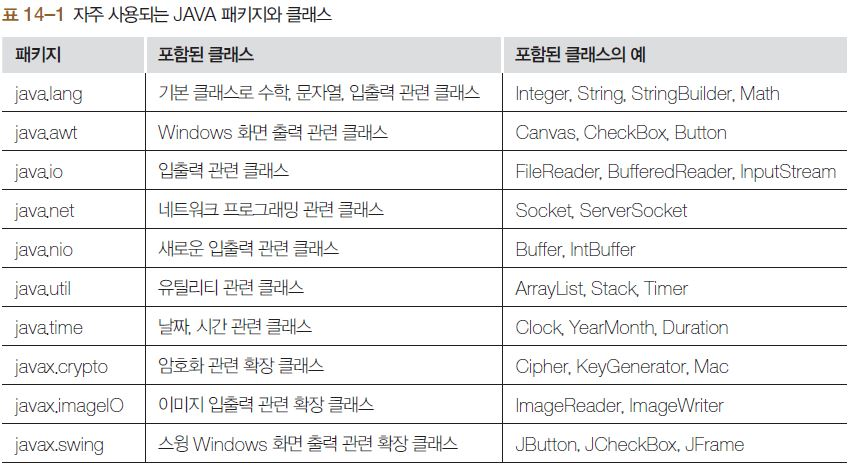 표 14-1 자주 사용되는 JAVA 패키지와 클래스
패키지 포함된 클래스 포함된 클래스의 예
java.lang 기본 클래스로 수학, 문자열, 입출력 관련 클래스 Integer, String, StringBuilder, Math
java.awt Windows 화면 출력 관련 클래스 Canvas, CheckBox, Button
java.io 입출력 관련 클래스 FileReader, BufferedReader, InputStream
java.net 네트워크 프로그래밍 관련 클래스 Socket, ServerSocket
java.nio 새로운 입출력 관련 클래스 Buffer, IntBuffer
java.util 유틸리티 관련 클래스 ArrayList, Stack, Timer
java.time 날짜, 시간 관련 클래스 Clock, YearMonth, Duration
javax.crypto 암호화 관련 확장 클래스 Cipher, KeyGenerator, Mac
javax.imageIO 이미지 입출력 관련 확장 클래스 ImageReader, ImageWriter
javax.swing 스윙 Windows 화면 출력 관련 확장 클래스 JButton, JCheckBox, JFrame